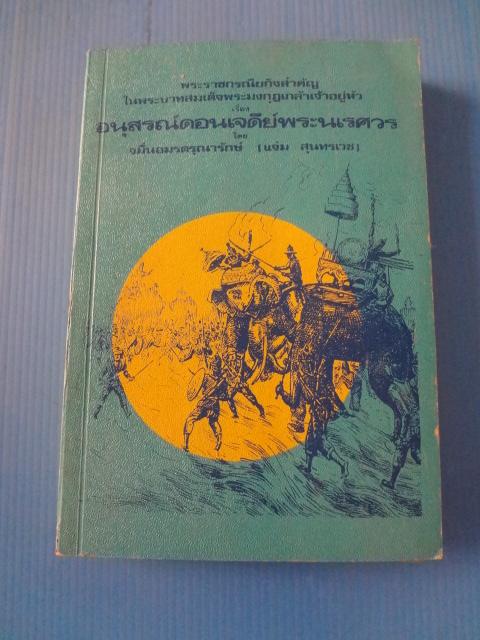 พระราชกรณียกิจสำคัญ
ในพระบาทสมเด็จพระมงกุฎเกล้าเจ้าอยู่หัว
เรื่อง
อนุสรณ์ดอนเจดีย์พระนเรศวร
โดย
จมื่นอมรดรุณารักษ์ (แจ่ม สุนทรเวช)